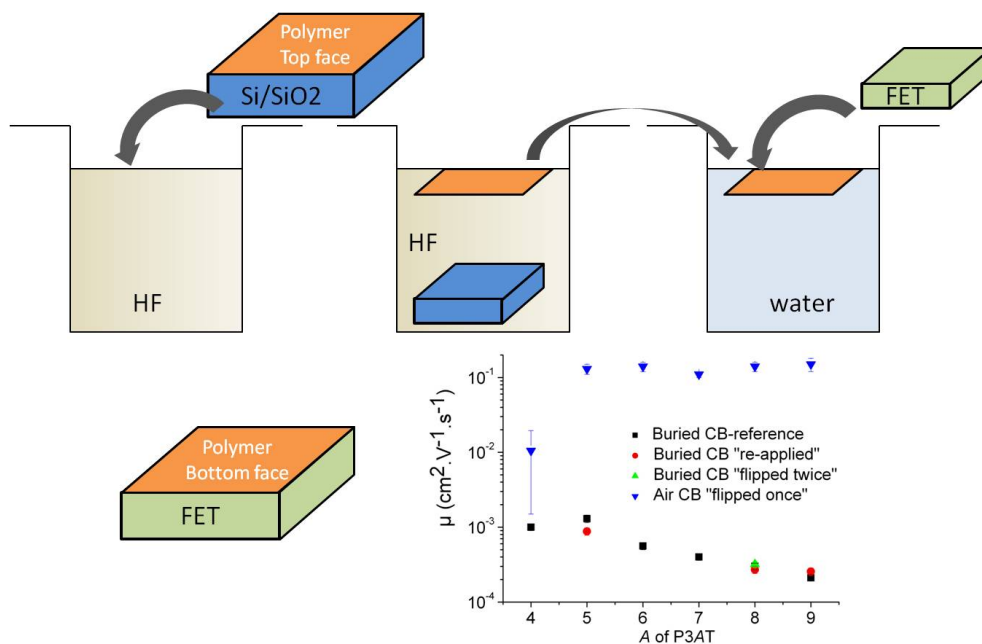 Polymer
Top face
Si/SiO2
FET
HF
HF
water
Polymer
Bottom face
FET
μ (cm².V⁻¹.s⁻¹)
10⁻¹
10⁻²
10⁻³
10⁻⁴
Buried CB-reference
Buried CB "re-applied"
Buried CB "flipped twice"
Air CB "flipped once"
4 5 6 7 8 9
A of P3AT